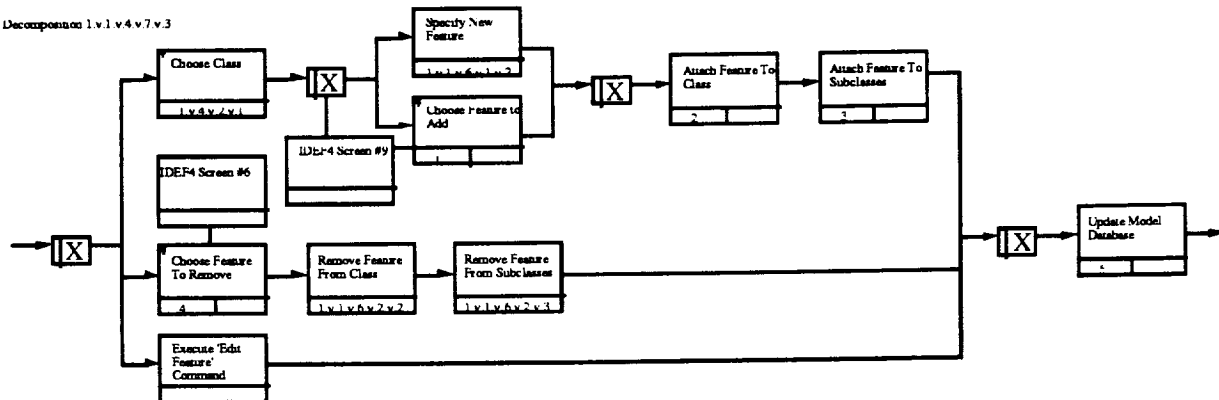 Decomposition 1.v.1.v.4.v.7.v.3
Specify New
Feature
1.v.1.v.6.v.1.v.2
Choose Class
1.v.4.v.2.v.1
X
Choose Feature to
Add
1
IDEF4 Screen #9
X
Attach Feature To
Class
2
Attach Feature To
Subclasses
3
IDEF4 Screen #6
X
Choose Feature
To Remove
4
Remove Feature
From Class
1.v.1.v.6.v.2.v.2
Remove Feature
From Subclasses
1.v.1.v.6.v.2.v.3
X
Update Model
Database
Execute 'Edit
Feature'
Command